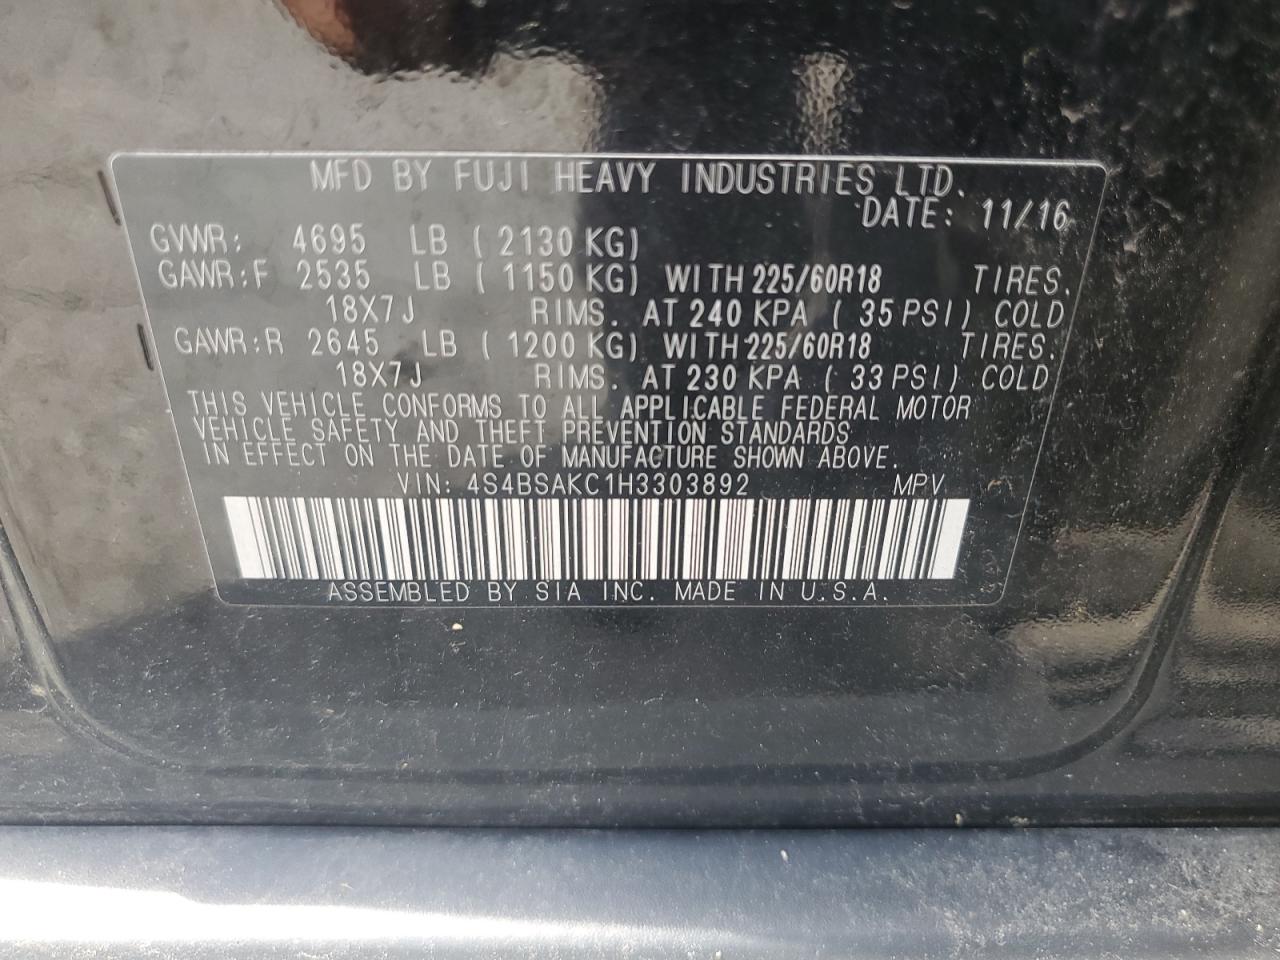 MFD BY FUJI HEAVY INDUSTRIES LTD.
DATE: 11/16
GVWR: 4695 LB (2130 KG)
GAWR:F 2535 LB (1150 KG) WITH 225/60R18 TIRES,
18X7J RIMS. AT 240 KPA (35 PSI) COLD
GAWR:R 2645 LB (1200 KG) WITH 225/60R18 TIRES.
18X7J RIMS. AT 230 KPA (33 PSI) COLD
THIS VEHICLE CONFORMS TO ALL APPLICABLE FEDERAL MOTOR
VEHICLE SAFETY AND THEFT PREVENTION STANDARDS
IN EFFECT ON THE DATE OF MANUFACTURE SHOWN ABOVE.
VIN: 4S4BSAKC1H3303892 MPV
ASSEMBLED BY SIA INC. MADE IN U.S.A.